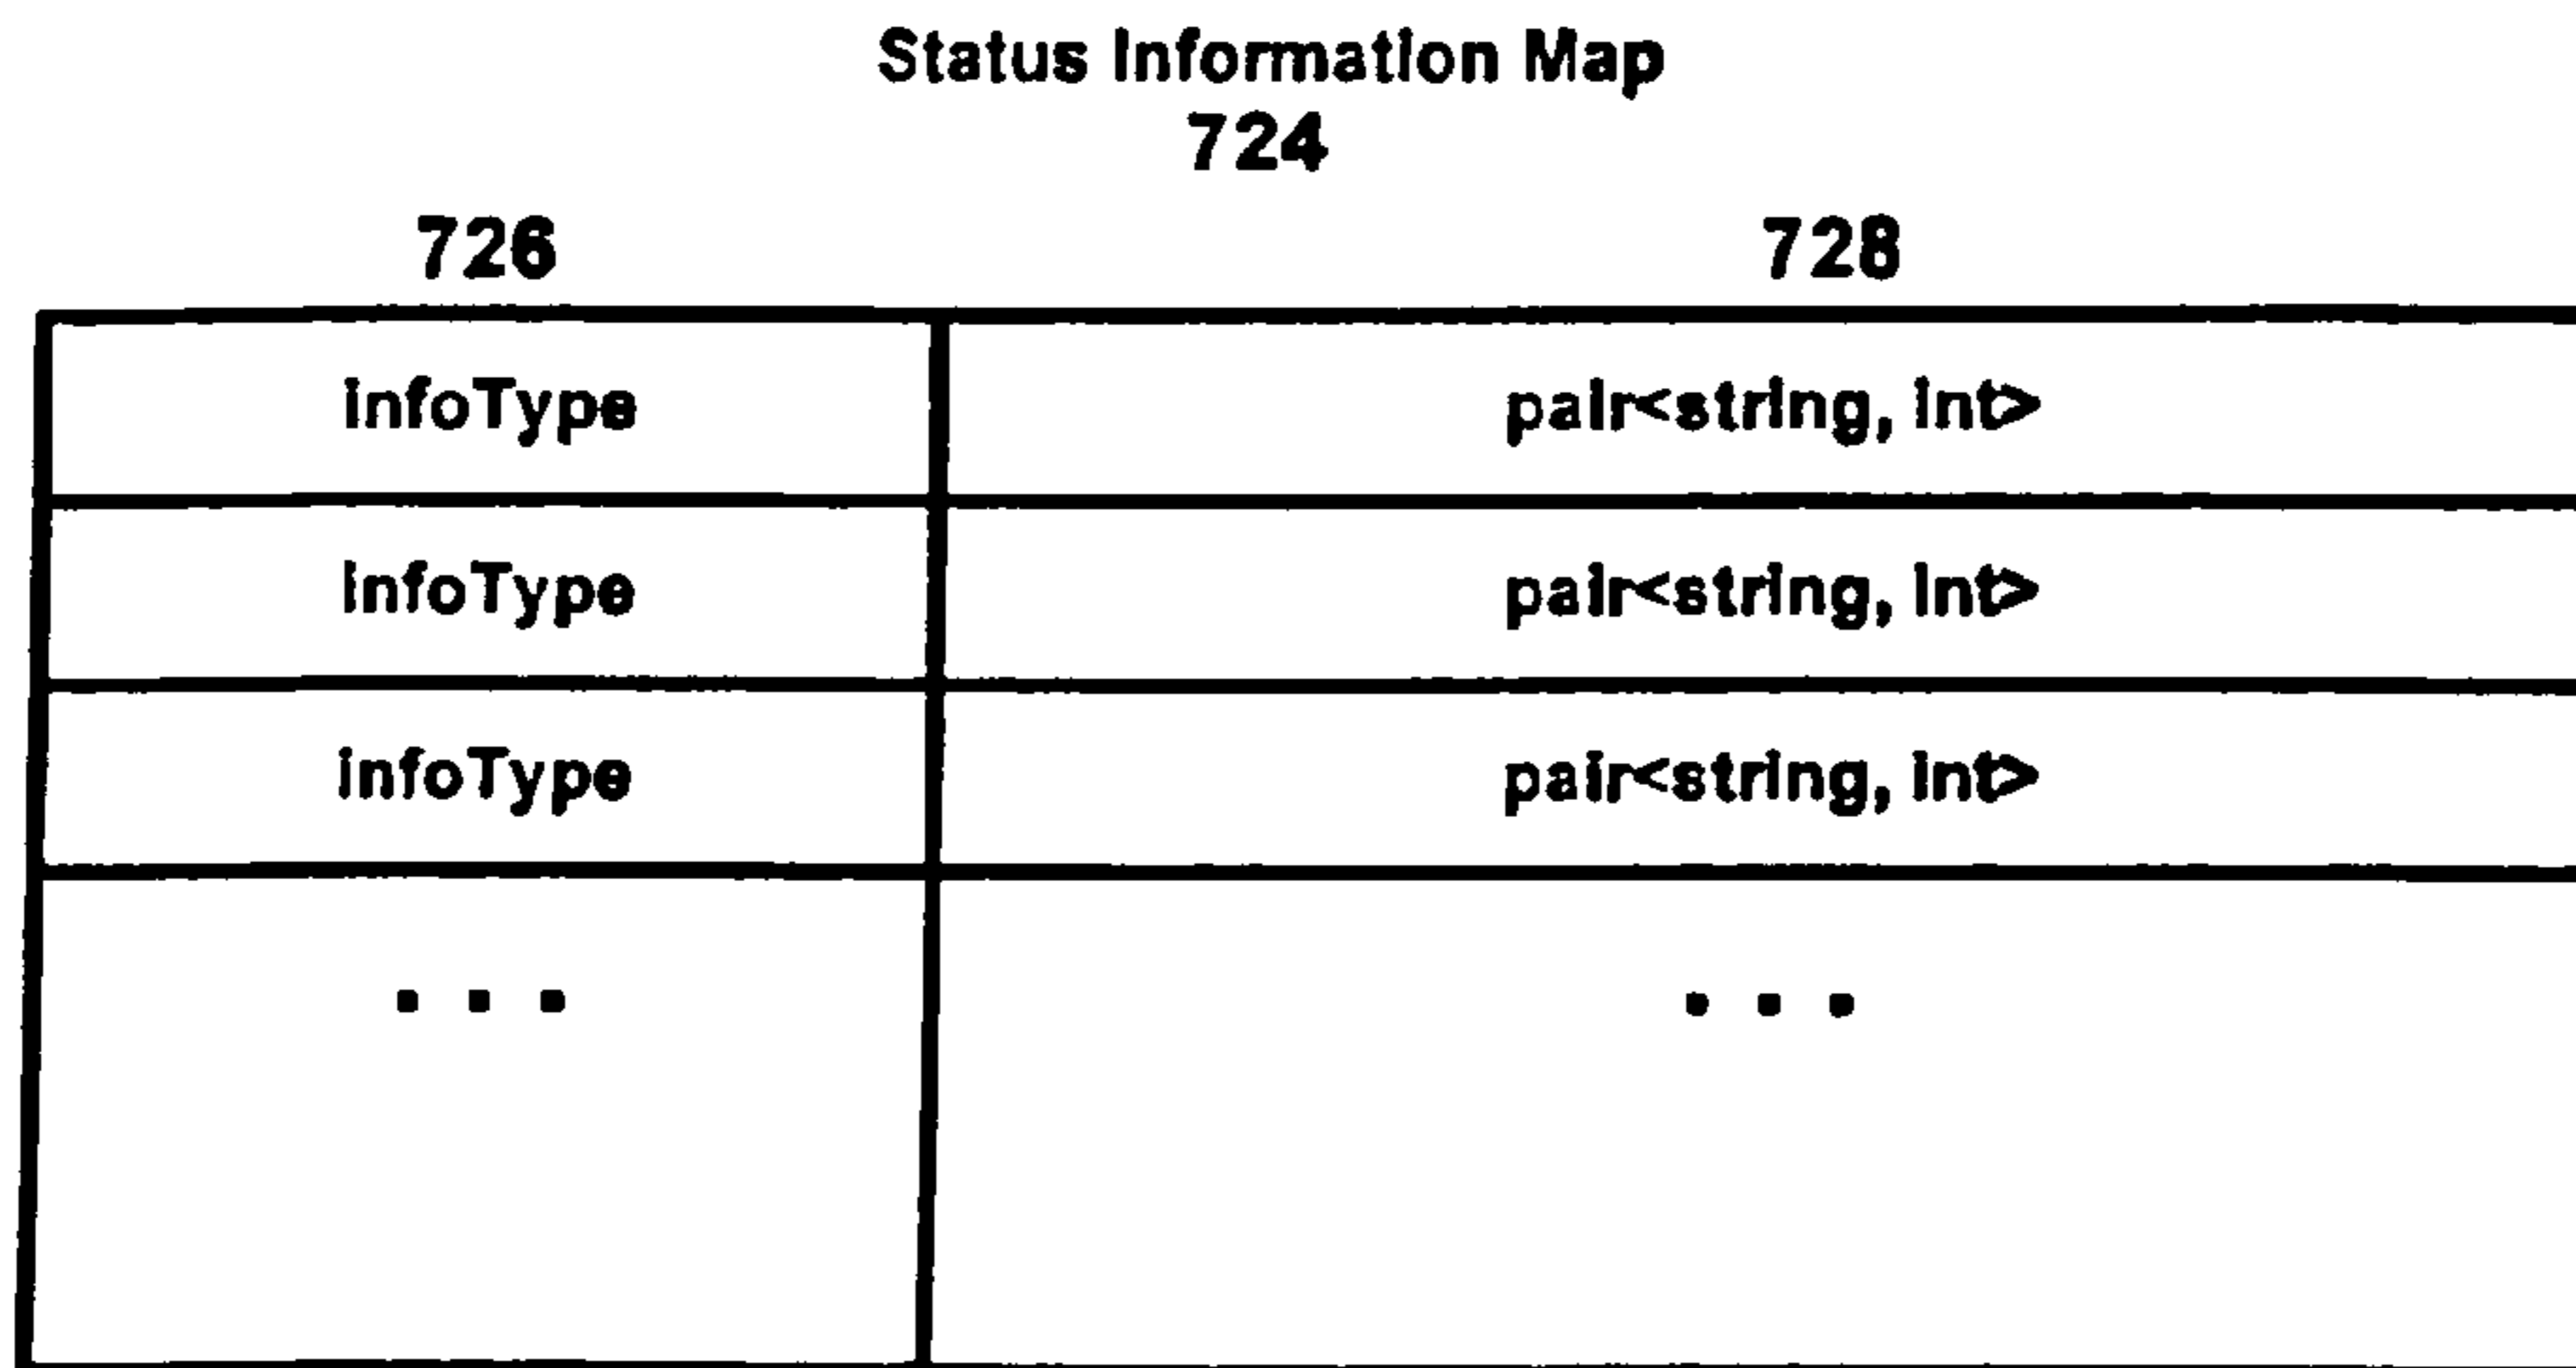 Status Information Map
724
726 728
infoType pair<string, int>
infoType pair<string, int>
infoType pair<string, int>
. . . . . .